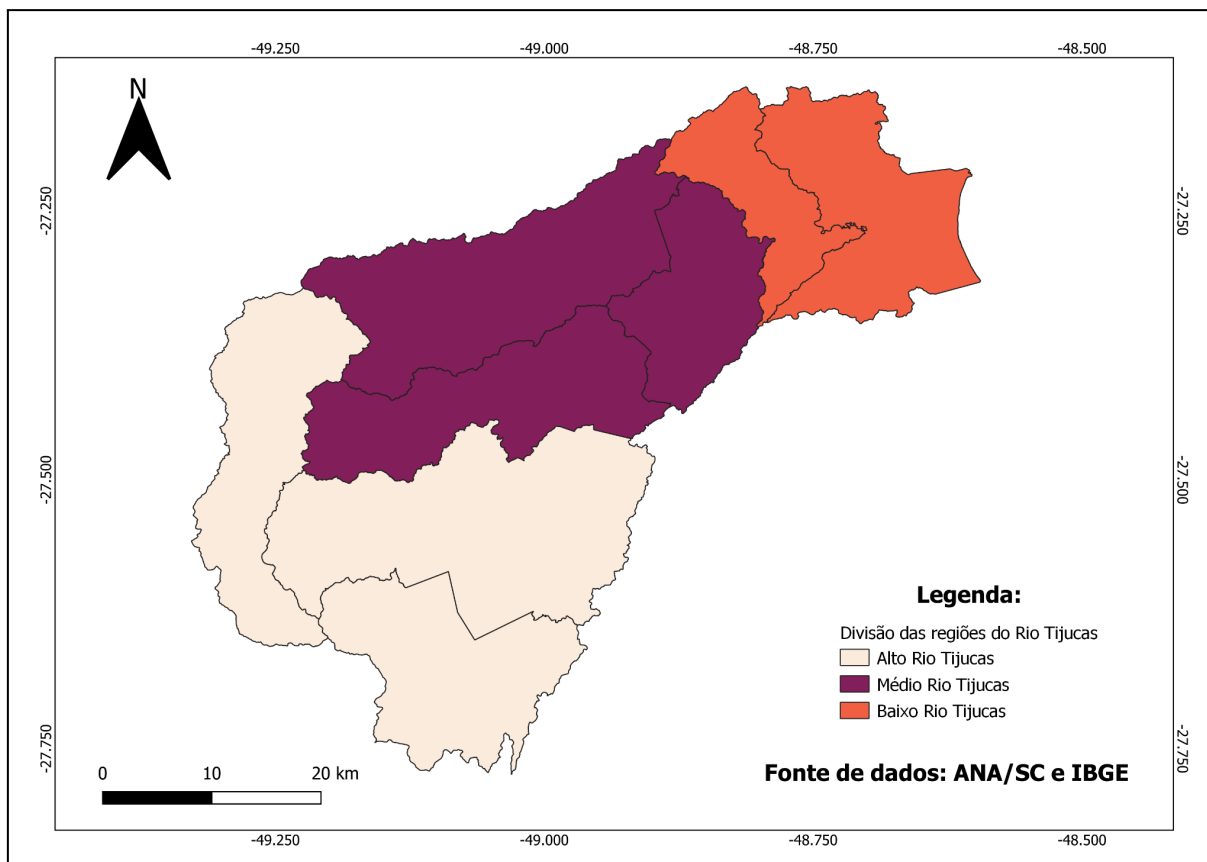 -49.250 -49.000 -48.750 -48.500
N
-27.250 -27.250
-27.500 -27.500
-27.750 -27.750
Legenda:
Divisão das regiões do Rio Tijucas
Alto Rio Tijucas
Médio Rio Tijucas
Baixo Rio Tijucas
0 10 20 km
Fonte de dados: ANA/SC e IBGE
-49.250 -49.000 -48.750 -48.500